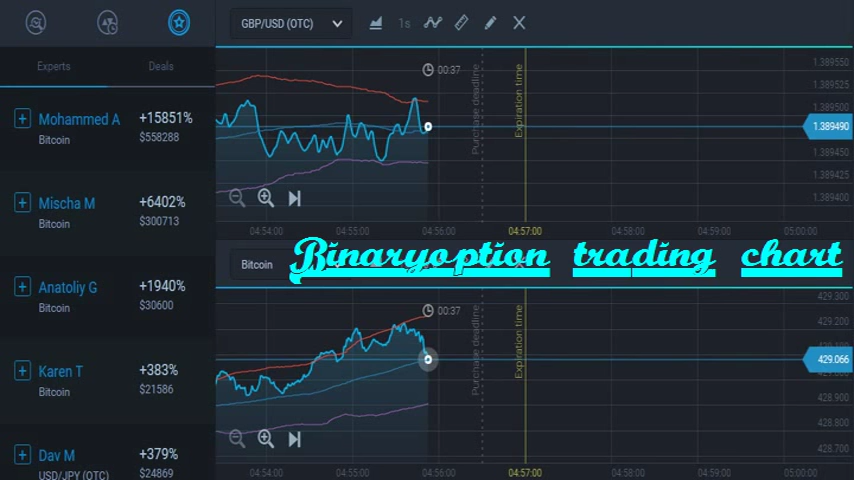 Experts Deals
Mohammed A +15851%
Bitcoin $558288
Mischa M +6402%
Bitcoin $300713
Anatoliy G +1940%
Bitcoin $30600
Karen T +383%
Bitcoin $21586
Dav M +379%
USD/JPY (OTC) $24869
GBP/USD (OTC) 1s
00:37
Purchase deadline
Expiration time
1.389550
1.389525
1.389500
1.389490
1.389450
1.389425
1.389400
04:54:00 04:55:00 04:56:00 04:57:00 04:58:00 04:59:00 05:00:00
Bitcoin
Binaryoption trading chart
00:37
Purchase deadline
Expiration time
429.300
429.200
429.066
428.900
428.800
428.700
04:54:00 04:55:00 04:56:00 04:57:00 04:58:00 04:59:00 05:00:00